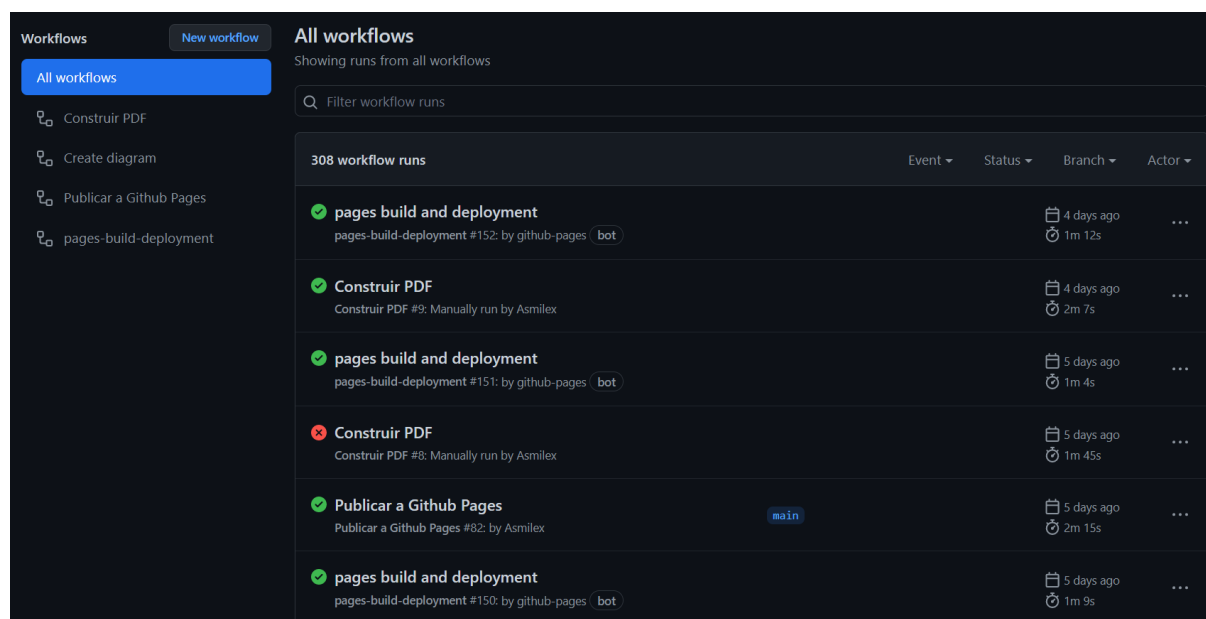 Workflows
New workflow
All workflows
Construir PDF
Create diagram
Publicar a Github Pages
pages-build-deployment
All workflows
Showing runs from all workflows
Filter workflow runs
308 workflow runs Event Status Branch Actor
pages build and deployment
pages-build-deployment #152: by github-pages bot
4 days ago
1m 12s
Construir PDF
Construir PDF #9: Manually run by Asmilex
4 days ago
2m 7s
pages build and deployment
pages-build-deployment #151: by github-pages bot
5 days ago
1m 4s
Construir PDF
Construir PDF #8: Manually run by Asmilex
5 days ago
1m 45s
Publicar a Github Pages
Publicar a Github Pages #82: by Asmilex
main
5 days ago
2m 15s
pages build and deployment
pages-build-deployment #150: by github-pages bot
5 days ago
1m 9s